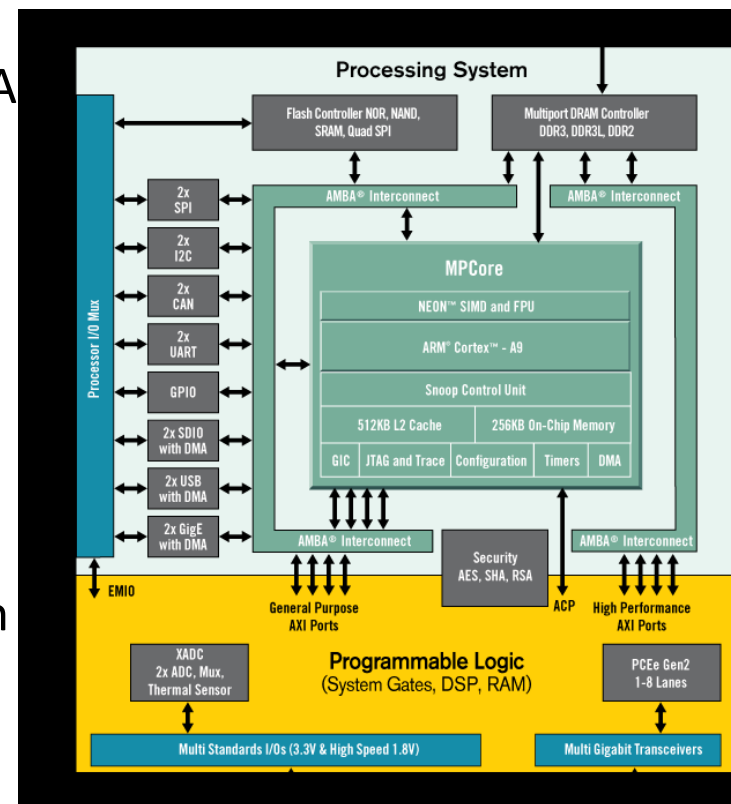 A
Processing System
Flash Controller NOR, NAND,
SRAM, Quad SPI
Multiport DRAM Controller
DDR3, DDR3L, DDR2
AMBA® Interconnect
AMBA® Interconnect
2x
SPI
2x
I2C
2x
CAN
2x
UART
GPIO
2x SDIO
with DMA
2x USB
with DMA
2x GigE
with DMA
Processor I/O Mux
MPCore
NEON™ SIMD and FPU
ARM® Cortex™ - A9
Snoop Control Unit
512KB L2 Cache
256KB On-Chip Memory
GIC
JTAG and Trace
Configuration
Timers
DMA
AMBA® Interconnect
AMBA® Interconnect
Security
AES, SHA, RSA
EMIO
General Purpose
AXI Ports
ACP
High Performance
AXI Ports
n
XADC
2x ADC, Mux,
Thermal Sensor
Programmable Logic
(System Gates, DSP, RAM)
PCEe Gen2
1-8 Lanes
Multi Standards I/Os (3.3V & High Speed 1.8V)
Multi Gigabit Transceivers